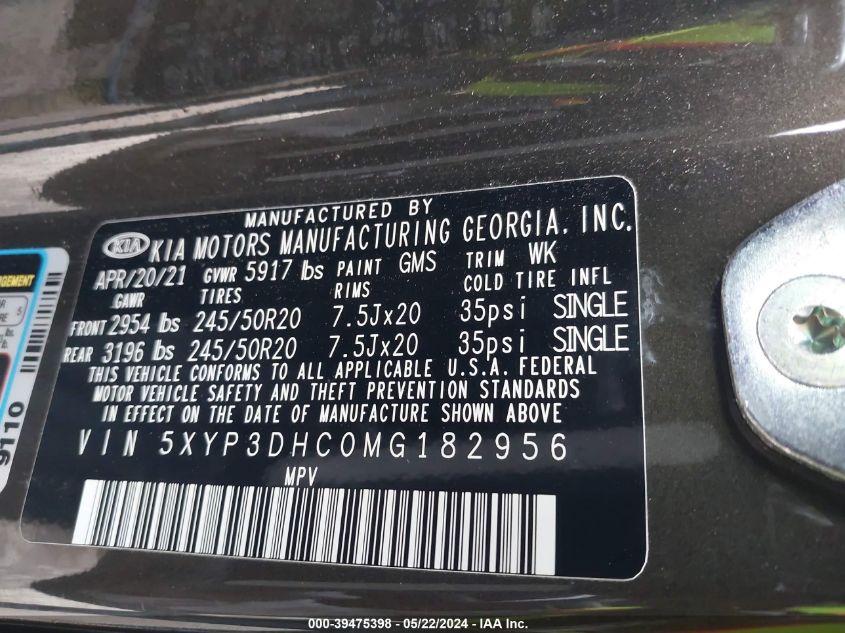 MANUFACTURED BY
KIA KIA MOTORS MANUFACTURING GEORGIA, INC.
APR/20/21 GVWR 5917 lbs PAINT GMS TRIM WK
GAWR TIRES RIMS COLD TIRE INFL
FRONT 2954 lbs 245/50R20 7.5Jx20 35psi SINGLE
REAR 3196 lbs 245/50R20 7.5Jx20 35psi SINGLE
THIS VEHICLE CONFORMS TO ALL APPLICABLE U.S.A. FEDERAL
MOTOR VEHICLE SAFETY AND THEFT PREVENTION STANDARDS
IN EFFECT ON THE DATE OF MANUFACTURE SHOWN ABOVE
VIN 5XYP3DHC0MG182956
MPV
9110
000-39475398 - 05/22/2024 - IAA Inc.